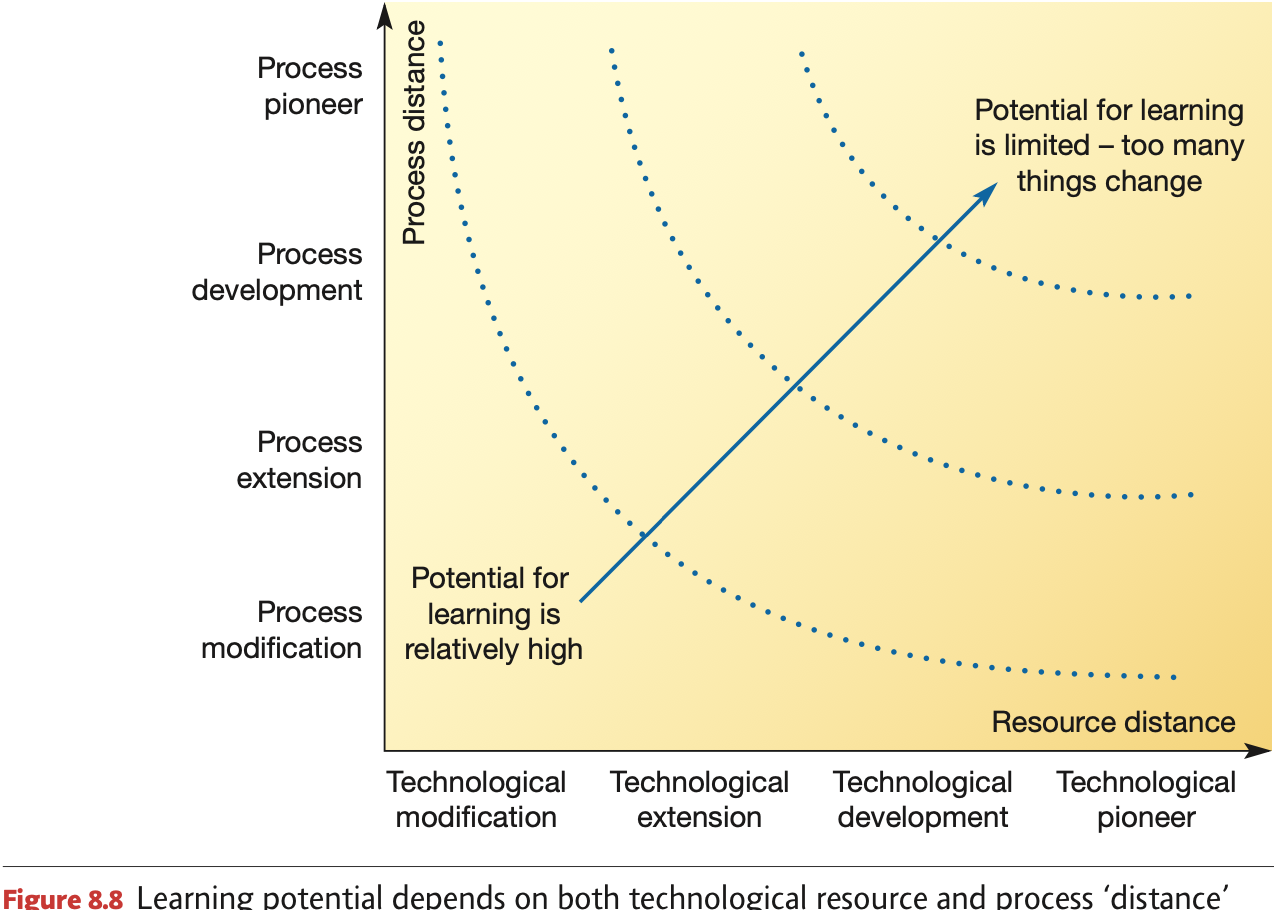 Process
pioneer
Process distance
Potential for learning
is limited – too many
things change
Process
development
Process
extension
Potential for
learning is
relatively high
Process
modification
Resource distance
Technological
modification
Technological
extension
Technological
development
Technological
pioneer
Figure 8.8 Learning potential depends on both technological resource and process ‘distance’